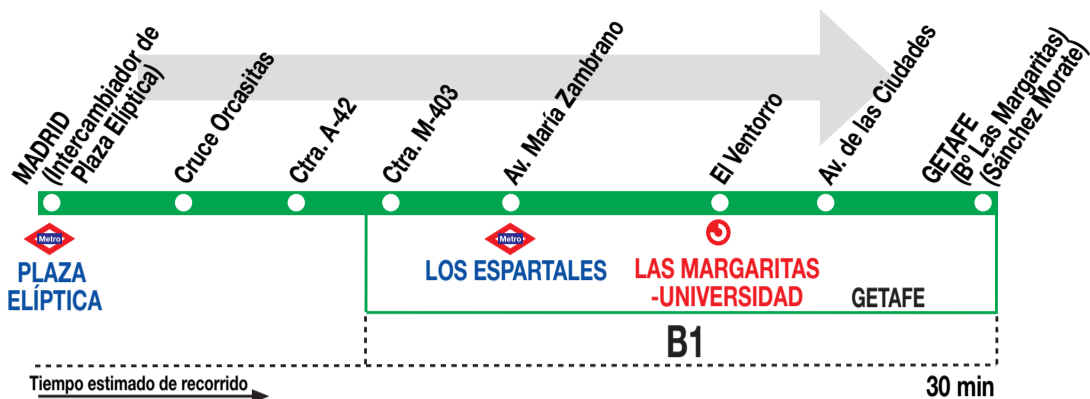 MADRID
(Intercambiador de
Plaza Elíptica)
Cruce Orcasitas
Ctra. A-42
Ctra. M-403
Av. María Zambrano
El Ventorro
Av. de las Ciudades
GETAFE
(Bº Las Margaritas)
(Sánchez Morate)
Metro
PLAZA
ELÍPTICA
Metro
LOS ESPARTALES
LAS MARGARITAS
-UNIVERSIDAD
GETAFE
B1
Tiempo estimado de recorrido
30 min